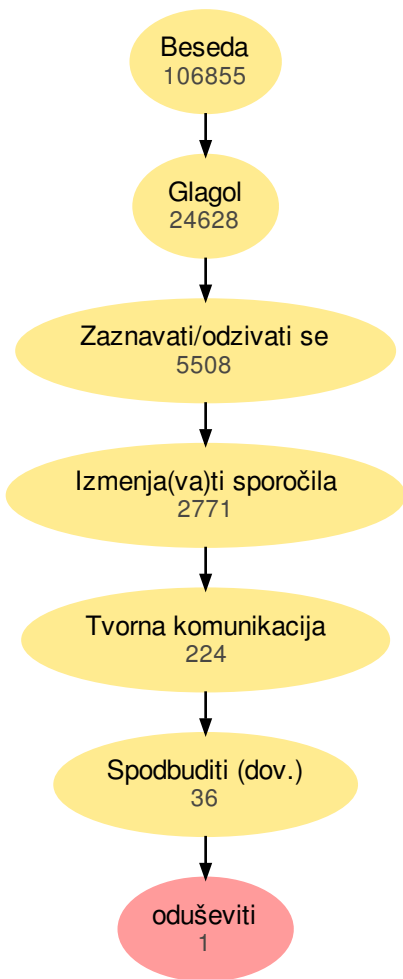 Beseda
106855
Glagol
24628
Zaznavati/odzivati se
5508
Izmenja(va)ti sporočila
2771
Tvorna komunikacija
224
Spodbuditi (dov.)
36
oduševiti
1